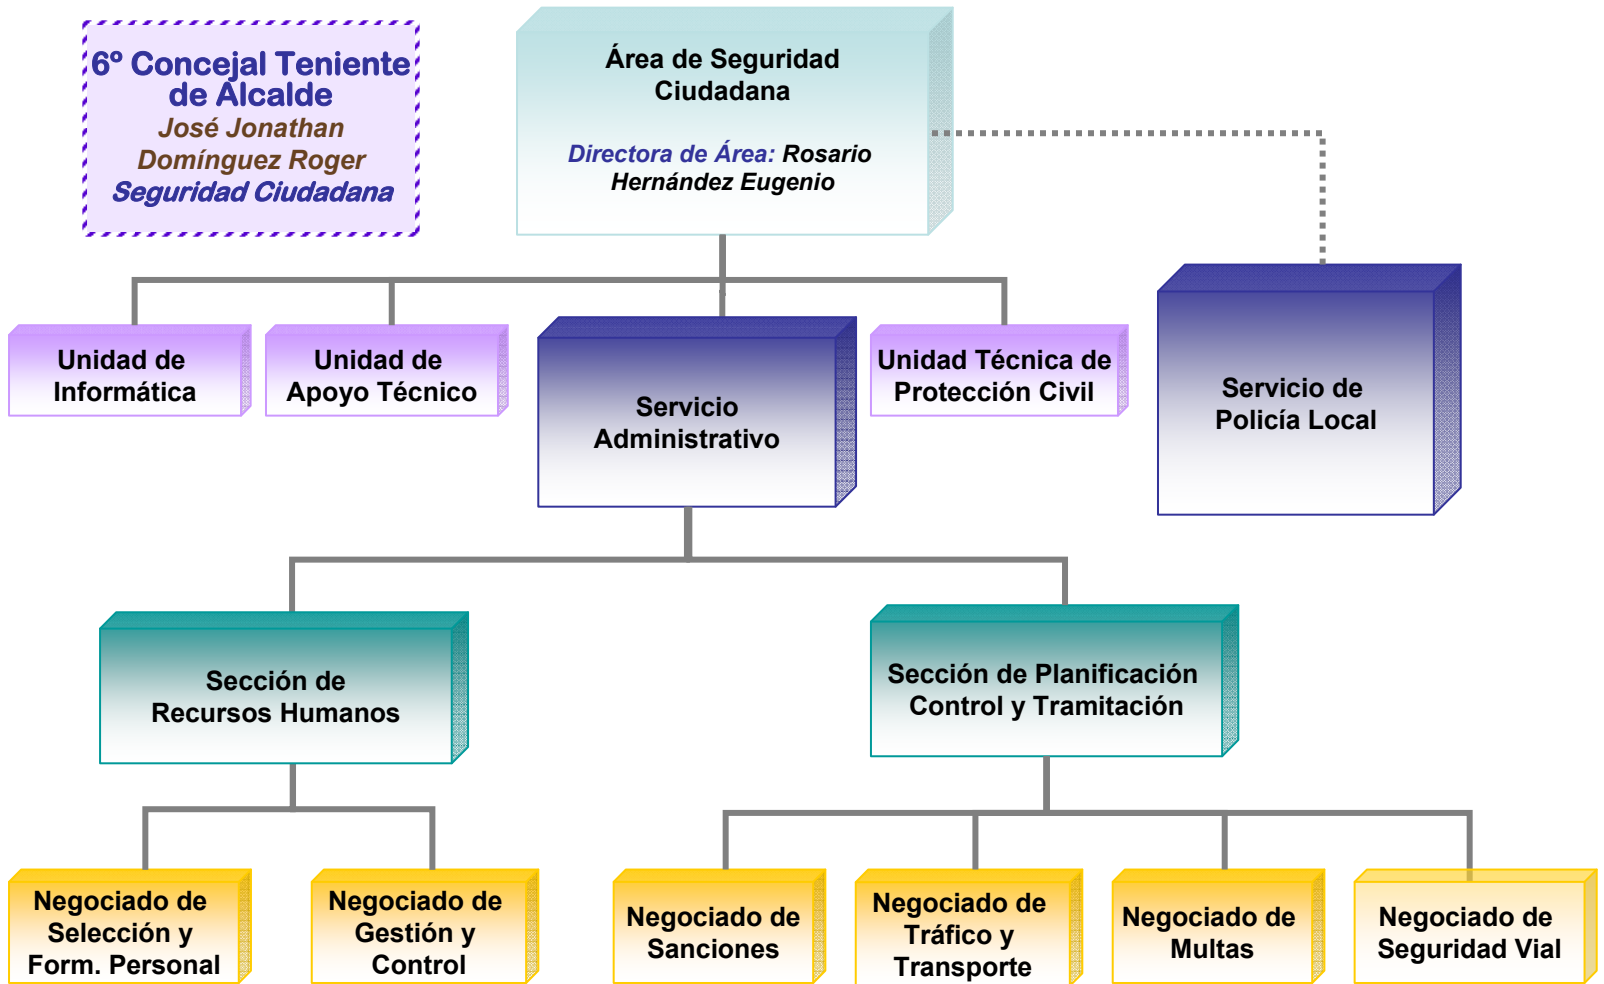 6º Concejal Teniente
de Alcalde
José Jonathan
Domínguez Roger
Seguridad Ciudadana
Área de Seguridad
Ciudadana
Directora de Área: Rosario
Hernández Eugenio
Unidad de
Informática
Unidad de
Apoyo Técnico
Servicio
Administrativo
Unidad Técnica de
Protección Civil
Servicio de
Policía Local
Sección de
Recursos Humanos
Sección de Planificación
Control y Tramitación
Negociado de
Selección y
Form. Personal
Negociado de
Gestión y
Control
Negociado de
Sanciones
Negociado de
Tráfico y
Transporte
Negociado de
Multas
Negociado de
Seguridad Vial